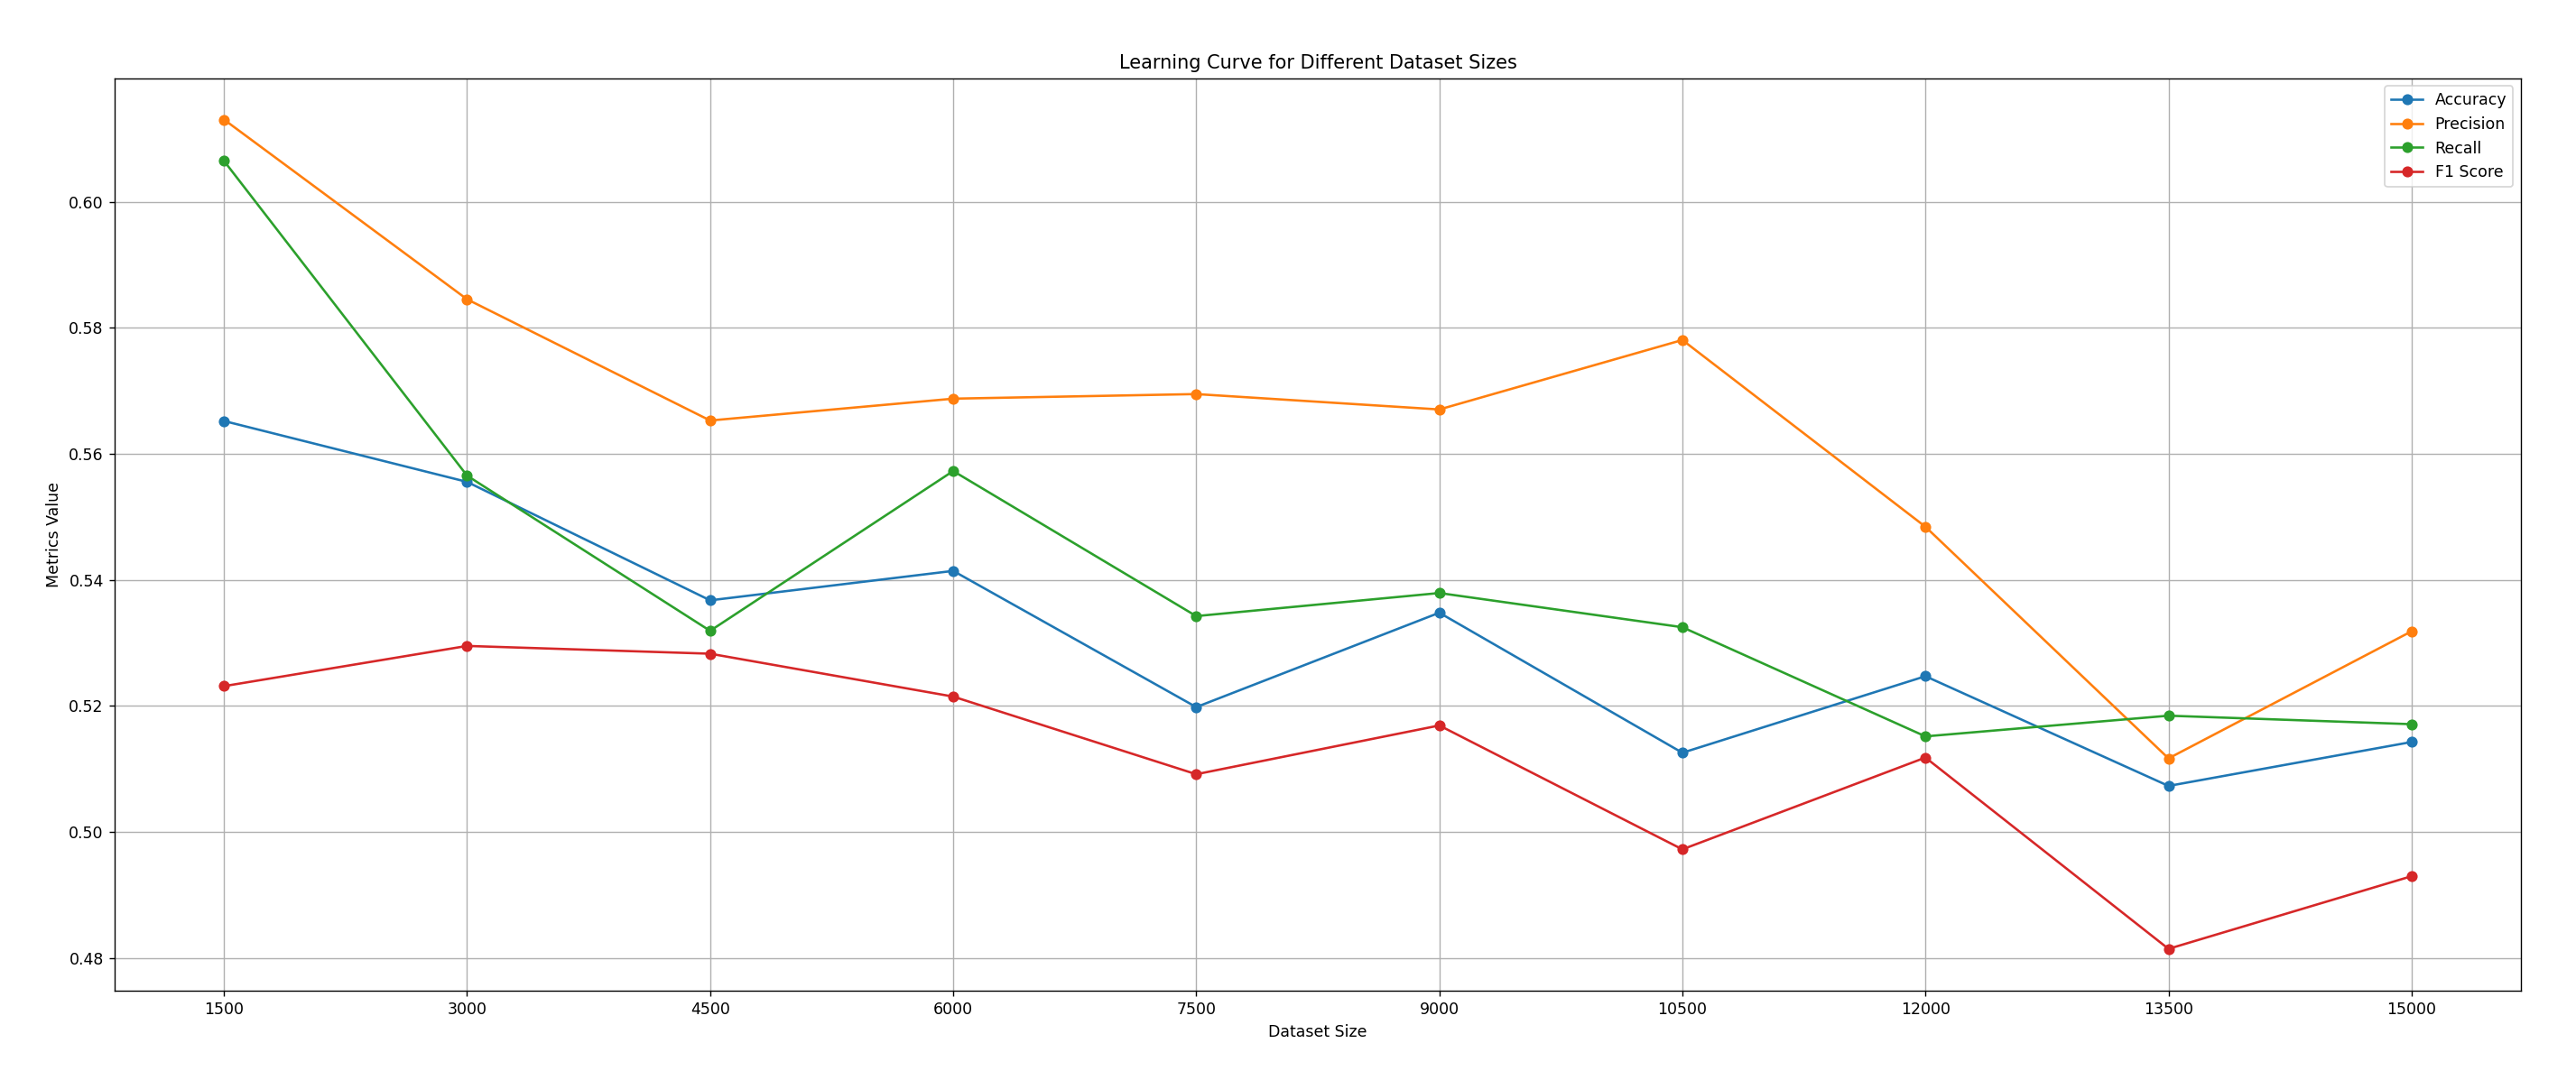 Learning Curve for Different Dataset Sizes
Accuracy
Precision
Recall
F1 Score
Metrics Value
0.60
0.58
0.56
0.54
0.52
0.50
0.48
1500 3000 4500 6000 7500 9000 10500 12000 13500 15000
Dataset Size